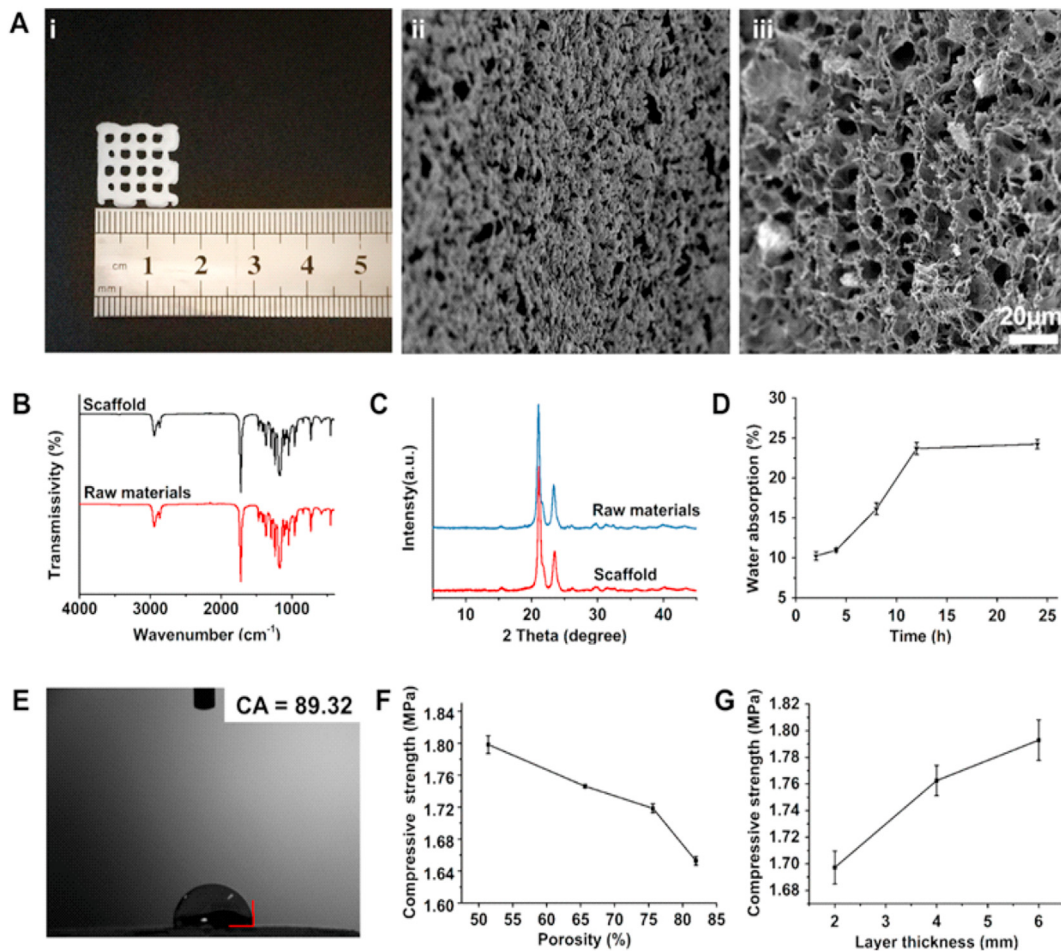 A
i
ii
iii
cm 1 2 3 4 5
mm
20μm
B
Scaffold
Raw materials
Transmissivity (%)
4000 3000 2000 1000
Wavenumber (cm⁻¹)
C
Raw materials
Scaffold
Intensty(a.u.)
10 20 30 40
2 Theta (degree)
D
Water absorption (%)
30
25
20
15
10
5
0 5 10 15 20 25
Time (h)
E
CA = 89.32
F
Compressive strength (MPa)
1.84
1.80
1.76
1.72
1.68
1.64
1.60
50 55 60 65 70 75 80 85
Porosity (%)
G
Compressive strength (MPa)
1.82
1.80
1.78
1.76
1.74
1.72
1.70
1.68
2 3 4 5 6
Layer thickness (mm)